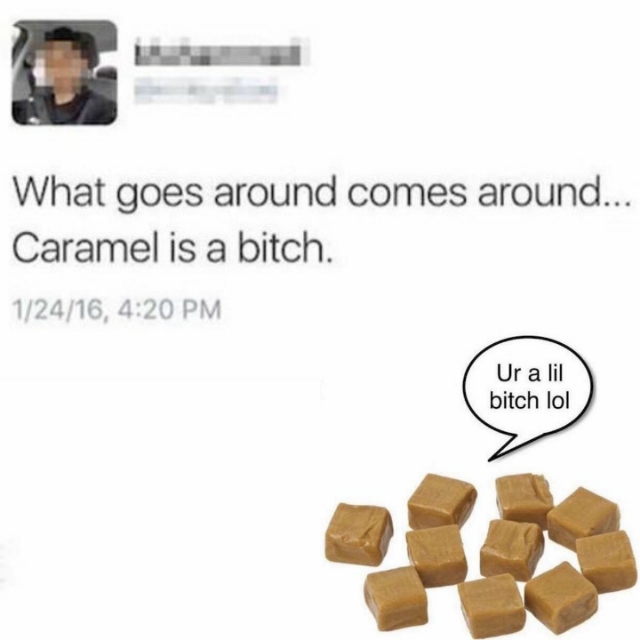 What goes around comes around...
Caramel is a bitch.
1/24/16, 4:20 PM
Ur a lil
bitch lol